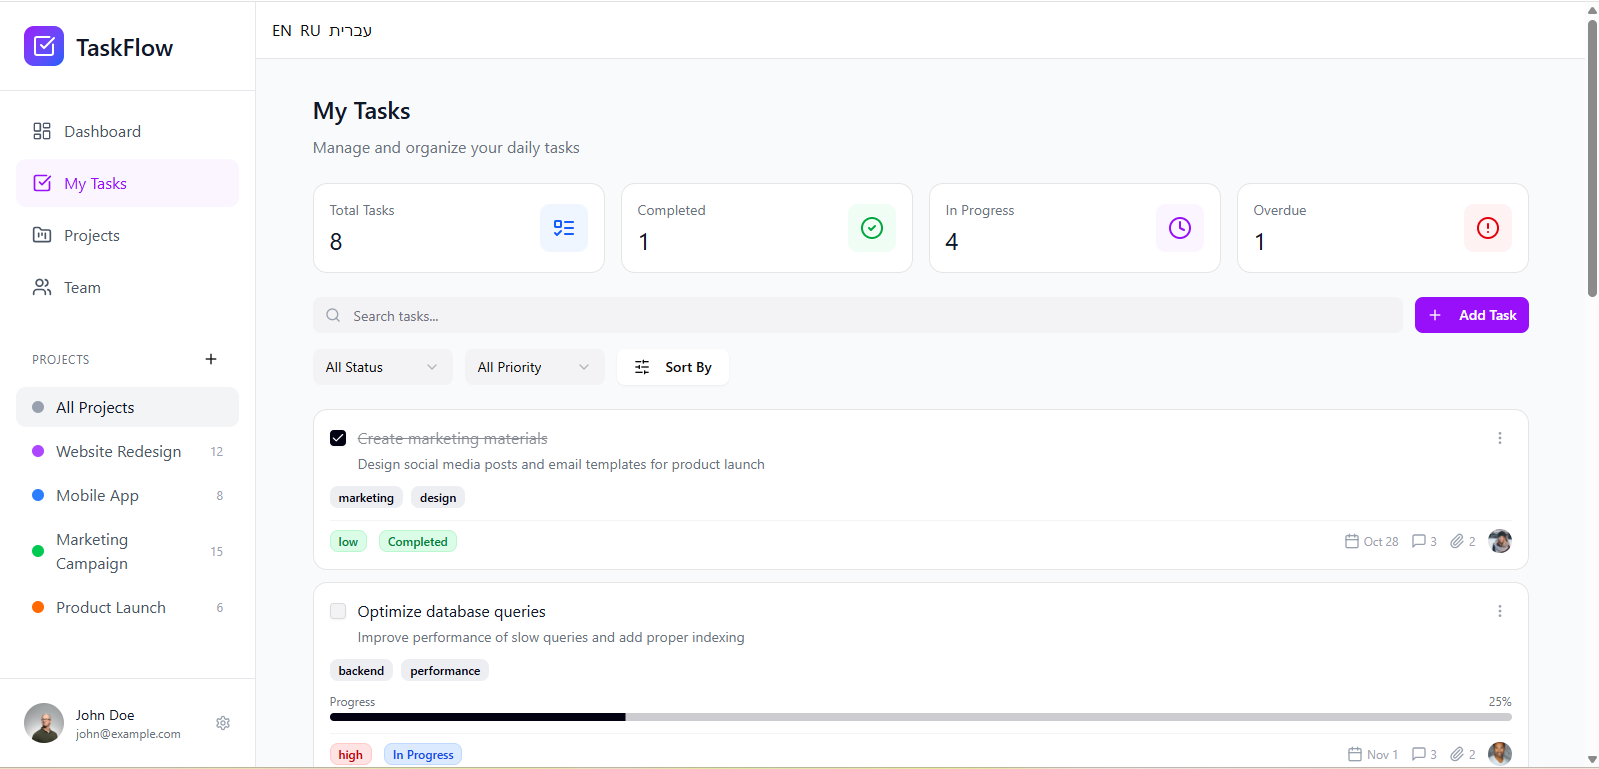 TaskFlow
EN RU עברית
Dashboard
My Tasks
Projects
Team
PROJECTS
All Projects
Website Redesign 12
Mobile App 8
Marketing
Campaign 15
Product Launch 6
John Doe
john@example.com
My Tasks
Manage and organize your daily tasks
Total Tasks
8
Completed
1
In Progress
4
Overdue
1
Search tasks...
Add Task
All Status
All Priority
Sort By
Create marketing materials
Design social media posts and email templates for product launch
marketing design
low Completed Oct 28 3 2
Optimize database queries
Improve performance of slow queries and add proper indexing
backend performance
Progress 25%
high In Progress Nov 1 3 2